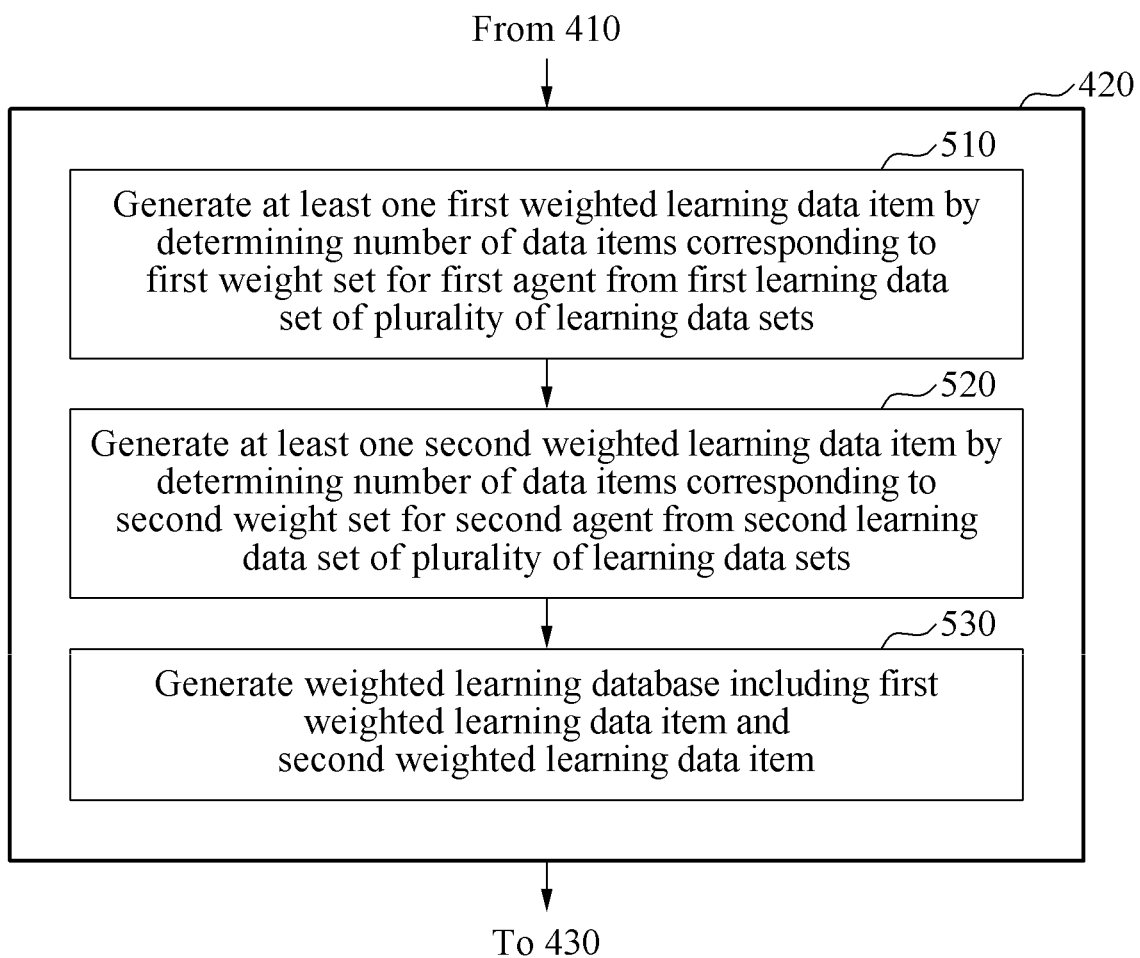 From 410
420
510
Generate at least one first weighted learning data item by
determining number of data items corresponding to
first weight set for first agent from first learning data
set of plurality of learning data sets
520
Generate at least one second weighted learning data item by
determining number of data items corresponding to
second weight set for second agent from second learning
data set of plurality of learning data sets
530
Generate weighted learning database including first
weighted learning data item and
second weighted learning data item
To 430